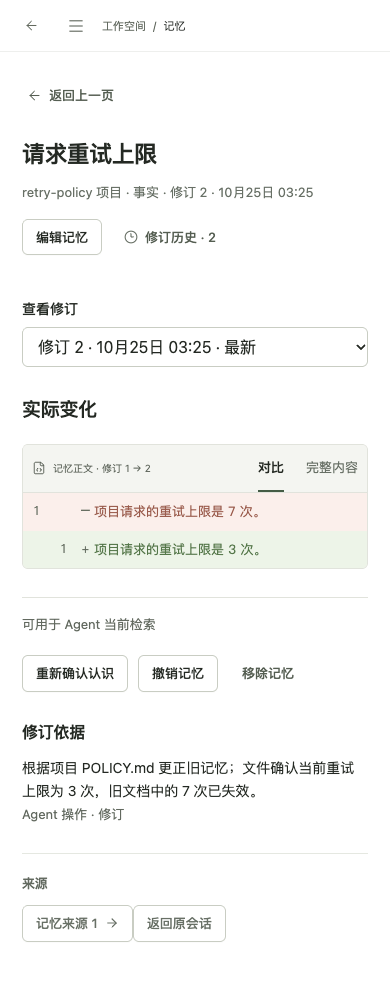 工作空间 / 记忆
返回上一页
请求重试上限
retry-policy 项目 · 事实 · 修订 2 · 10月25日 03:25
编辑记忆 修订历史 · 2
查看修订
修订 2 · 10月25日 03:25 · 最新
实际变化
记忆正文 · 修订 1 → 2 对比 完整内容
1 − 项目请求的重试上限是 7 次。
1 + 项目请求的重试上限是 3 次。
可用于 Agent 当前检索
重新确认认识 撤销记忆 移除记忆
修订依据
根据项目 POLICY.md 更正旧记忆；文件确认当前重试
上限为 3 次，旧文档中的 7 次已失效。
Agent 操作 · 修订
来源
记忆来源 1 → 返回原会话